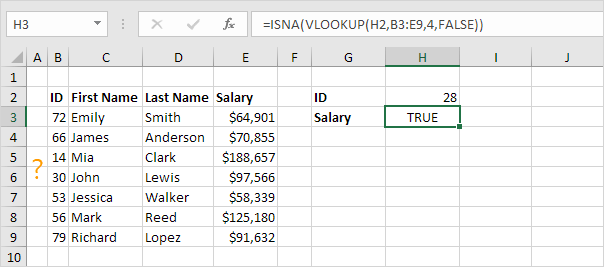 H3 fx =ISNA(VLOOKUP(H2,B3:E9,4,FALSE))
A B C D E F G H I J
1
2 ID First Name Last Name Salary ID 28
3 72 Emily Smith $64,901 Salary TRUE
4 66 James Anderson $70,855
5 14 Mia Clark $188,657
?
6 30 John Lewis $97,566
7 53 Jessica Walker $58,339
8 56 Mark Reed $125,180
9 79 Richard Lopez $91,632
10